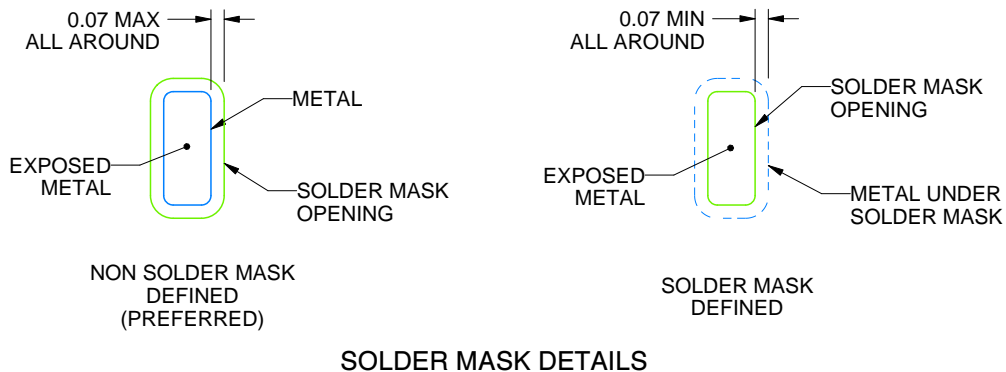 0.07 MAX
ALL AROUND
METAL
EXPOSED
METAL
SOLDER MASK
OPENING
NON SOLDER MASK
DEFINED
(PREFERRED)
0.07 MIN
ALL AROUND
SOLDER MASK
OPENING
EXPOSED
METAL
METAL UNDER
SOLDER MASK
SOLDER MASK
DEFINED
SOLDER MASK DETAILS